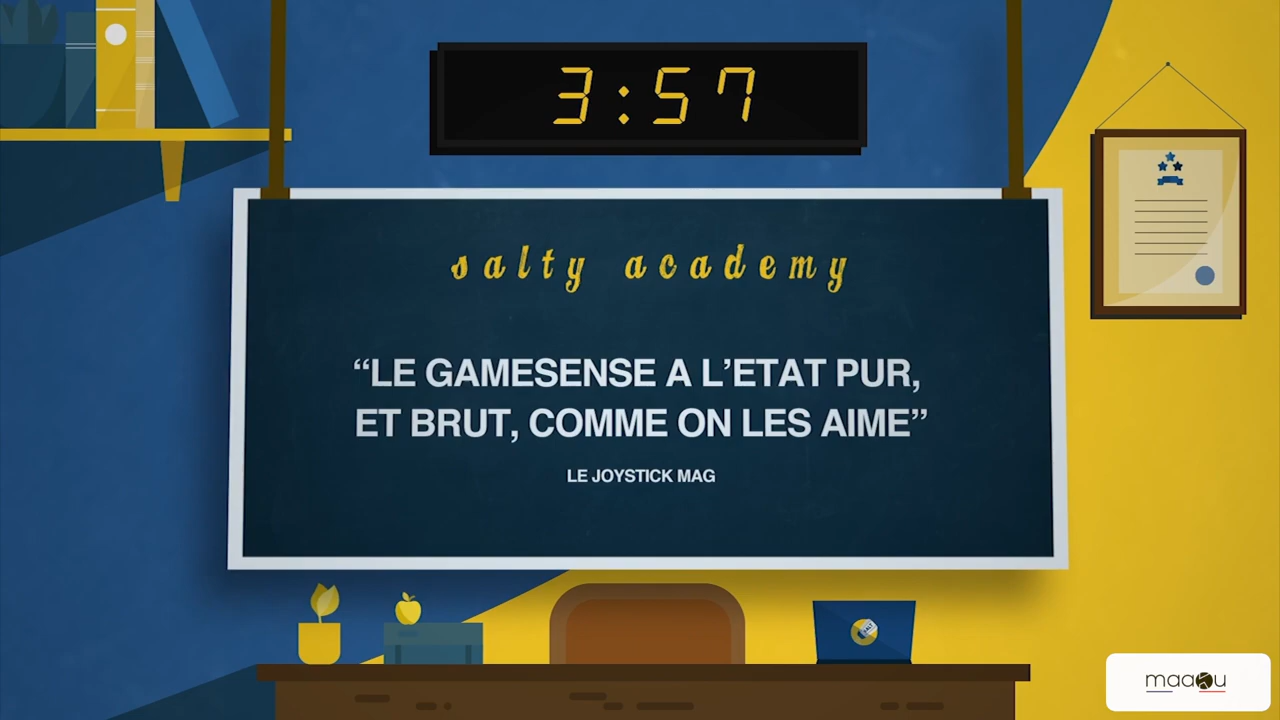 3:57
salty academy
“LE GAMESENSE A L’ETAT PUR,
ET BRUT, COMME ON LES AIME”
LE JOYSTICK MAG
maaku